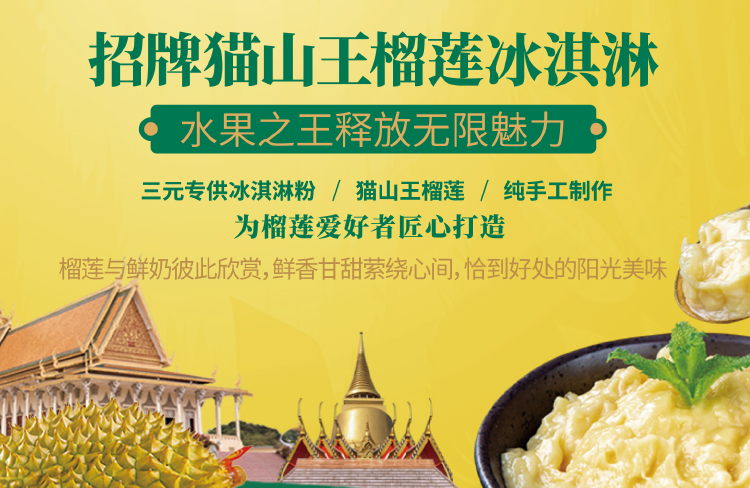 招牌猫山王榴莲冰淇淋
水果之王释放无限魅力
三元专供冰淇淋粉 / 猫山王榴莲 / 纯手工制作
为榴莲爱好者匠心打造
榴莲与鲜奶彼此欣赏,鲜香甘甜萦绕心间,恰到好处的阳光美味